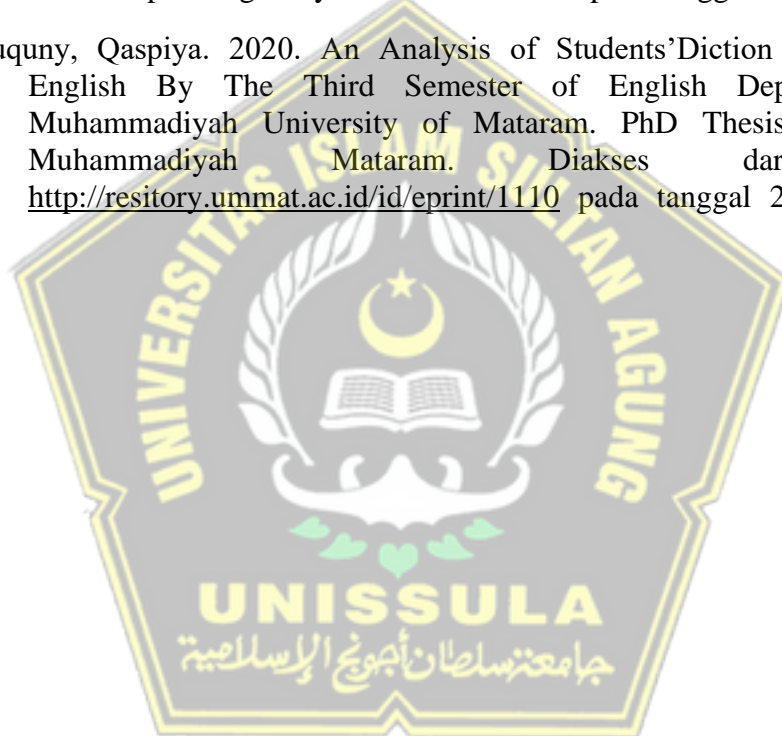 uquny, Qaspiya. 2020. An Analysis of Students'Diction
English By The Third Semester of English Dep
Muhammadiyah University of Mataram. PhD Thesis
Muhammadiyah Mataram. Diakses dar
http://resitory.ummat.ac.id/id/eprint/1110 pada tanggal 2
UNIVERSITAS ISLAM SULTAN AGUNG
UNISSULA
جامعة سلطان أجونج الإسلامية